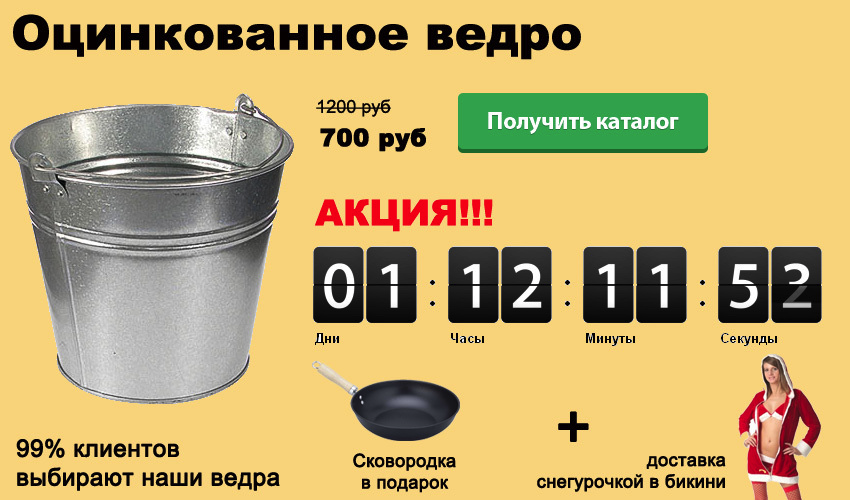 Оцинкованное ведро
1200 руб
700 руб
Получить каталог
АКЦИЯ!!!
01 : 12 : 11 : 52
Дни Часы Минуты Секунды
99% клиентов
выбирают наши ведра
Сковородка
в подарок
+
доставка
снегурочкой в бикини